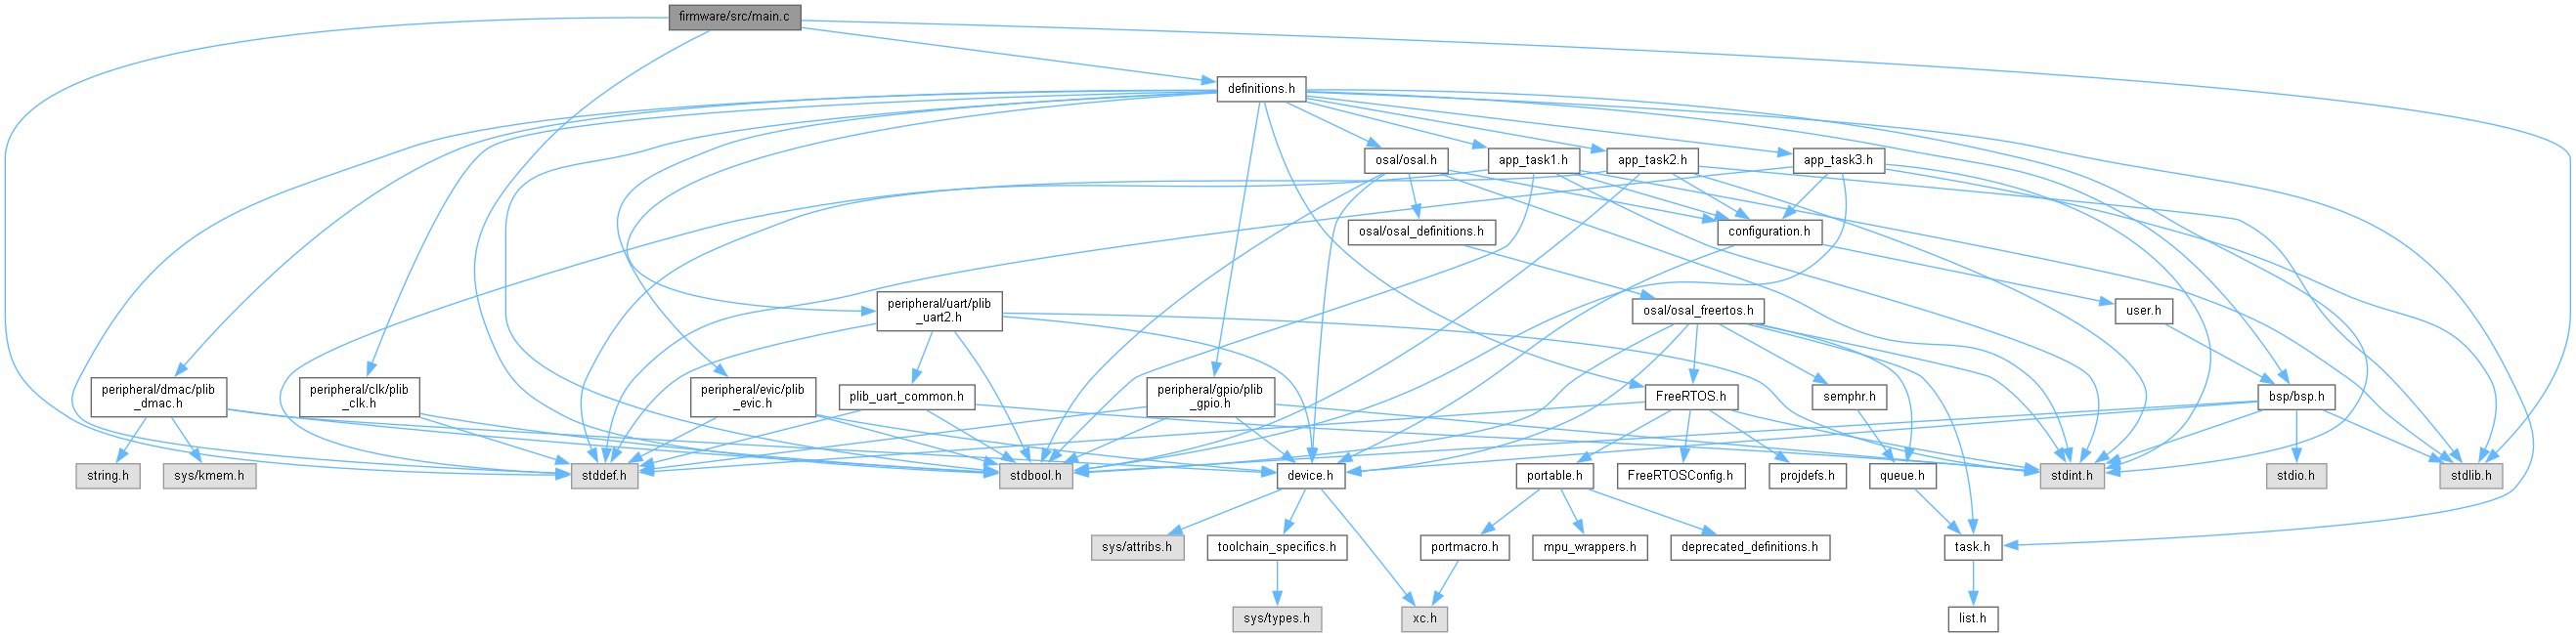 firmware/src/main.c
definitions.h
osal/osal.h
app_task1.h
app_task2.h
app_task3.h
osal/osal_definitions.h
configuration.h
peripheral/uart/plib
_uart2.h
osal/osal_freertos.h
user.h
peripheral/dmac/plib
_dmac.h
peripheral/clk/plib
_clk.h
peripheral/evic/plib
_evic.h
plib_uart_common.h
peripheral/gpio/plib
_gpio.h
FreeRTOS.h
semphr.h
bsp/bsp.h
string.h
sys/kmem.h
stddef.h
stdbool.h
device.h
portable.h
FreeRTOSConfig.h
projdefs.h
queue.h
stdint.h
stdio.h
stdlib.h
sys/attribs.h
toolchain_specifics.h
portmacro.h
mpu_wrappers.h
deprecated_definitions.h
task.h
sys/types.h
xc.h
list.h